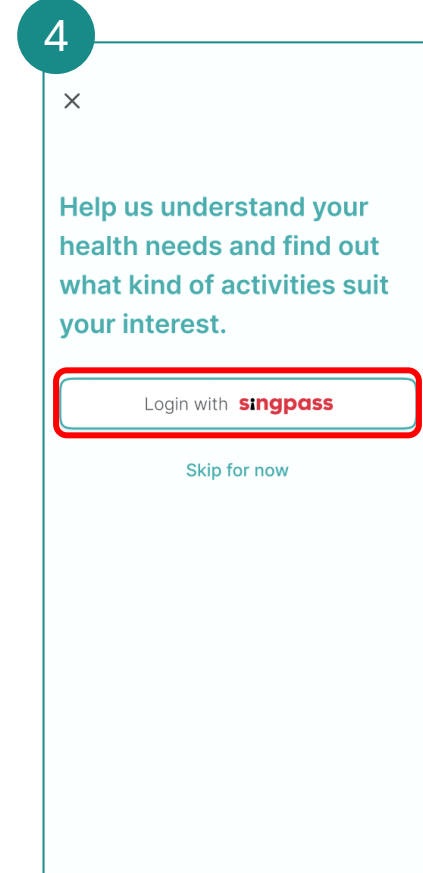 4
Help us understand your
health needs and find out
what kind of activities suit
your interest.
Login with singpass
Skip for now